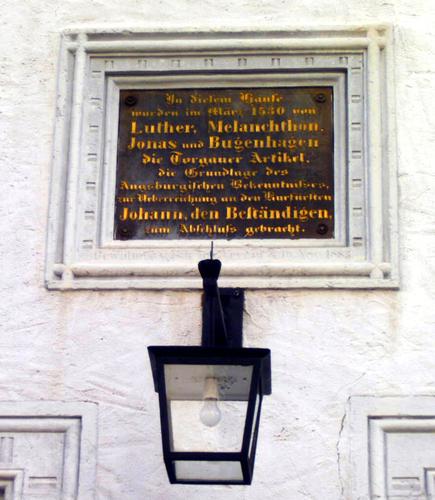 In diesem Hause
wurden im März 1530 von
Luther, Melanchthon,
Jonas und Bugenhagen
die Torgauer Artikel,
die Grundlage des
Augsburgischen Bekenntnisses,
zur Ueberreichung an den Kurfürsten
Johann, den Beständigen,
zum Abschluss gebracht.